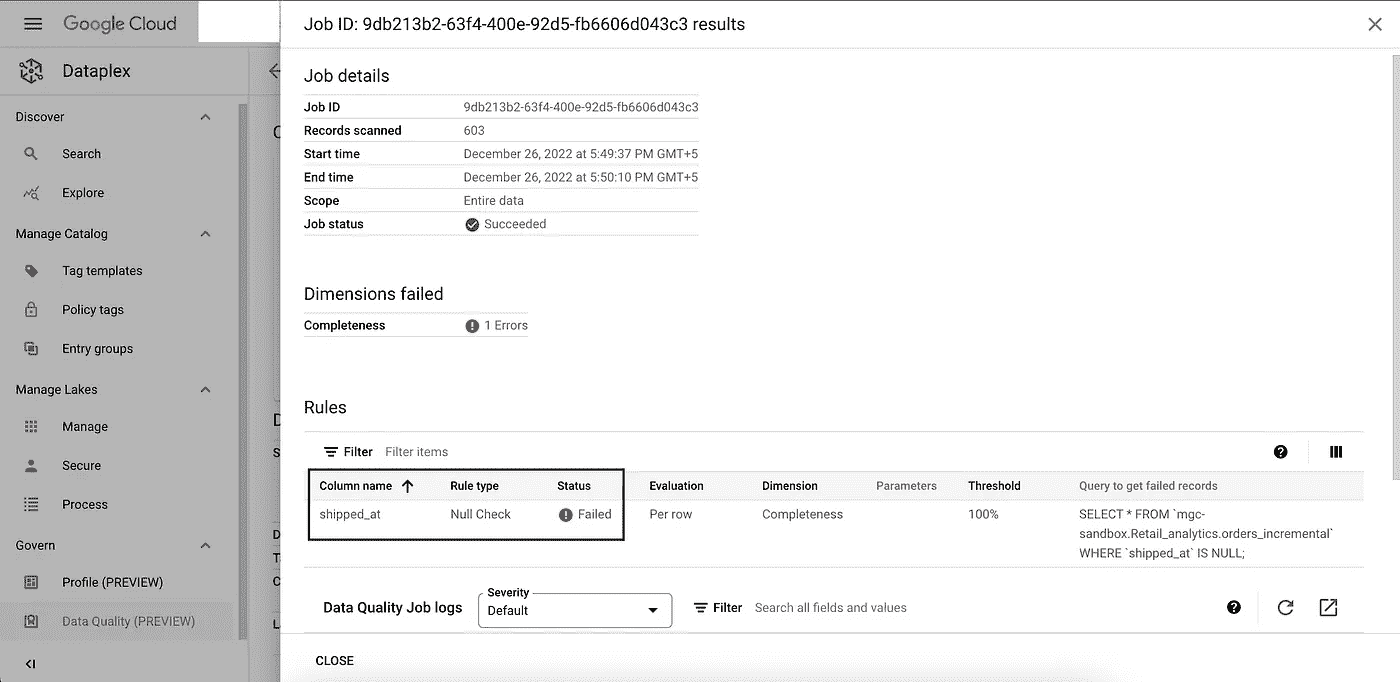 Google Cloud
Job ID: 9db213b2-63f4-400e-92d5-fb6606d043c3 results
Dataplex
Discover
Search
Explore
Manage Catalog
Tag templates
Policy tags
Entry groups
Manage Lakes
Manage
Secure
Process
Govern
Profile (PREVIEW)
Data Quality (PREVIEW)
Job details
Job ID 9db213b2-63f4-400e-92d5-fb6606d043c3
Records scanned 603
Start time December 26, 2022 at 5:49:37 PM GMT+5
End time December 26, 2022 at 5:50:10 PM GMT+5
Scope Entire data
Job status Succeeded
Dimensions failed
Completeness 1 Errors
Rules
Filter Filter items
Column name Rule type Status Evaluation Dimension Parameters Threshold Query to get failed records
shipped_at Null Check Failed Per row Completeness 100% SELECT * FROM `mgc-
sandbox.Retail_analytics.orders_incremental`
WHERE `shipped_at` IS NULL;
Severity
Data Quality Job logs Default Filter Search all fields and values
CLOSE